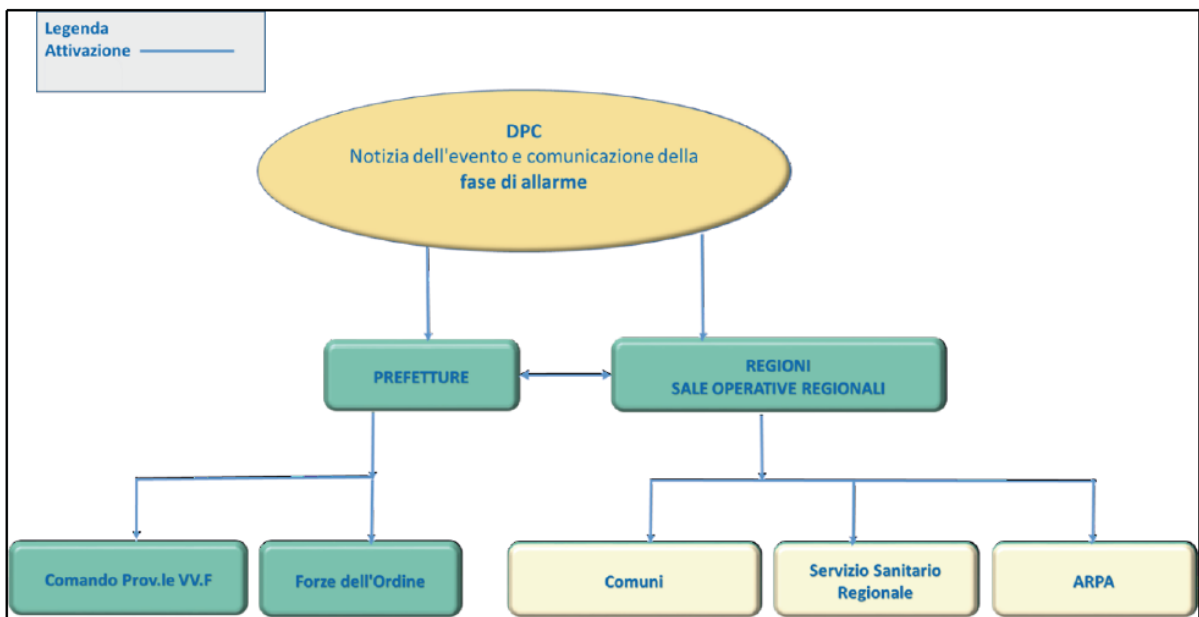 Legenda
Attivazione
DPC
Notizia dell'evento e comunicazione della
fase di allarme
PREFETTURE
REGIONI
SALE OPERATIVE REGIONALI
Comando Prov.le VV.F
Forze dell'Ordine
Comuni
Servizio Sanitario
Regionale
ARPA